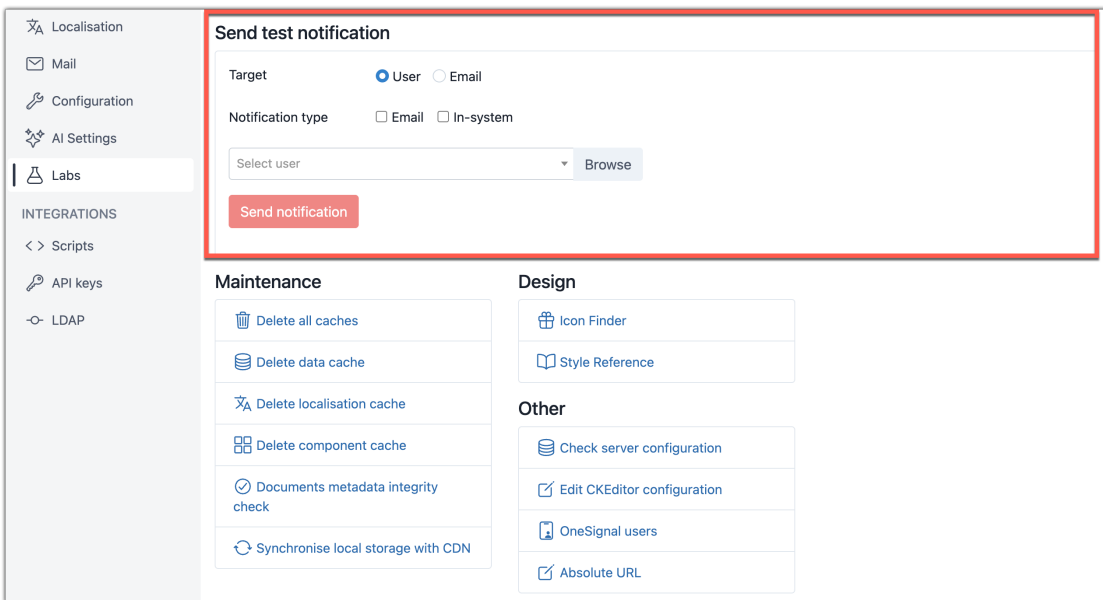 Localisation
Mail
Configuration
AI Settings
Labs
INTEGRATIONS
Scripts
API keys
LDAP
Send test notification
Target
User
Email
Notification type
Email
In-system
Select user
Browse
Send notification
Maintenance
Delete all caches
Delete data cache
Delete localisation cache
Delete component cache
Documents metadata integrity
check
Synchronise local storage with CDN
Design
Icon Finder
Style Reference
Other
Check server configuration
Edit CKEditor configuration
OneSignal users
Absolute URL